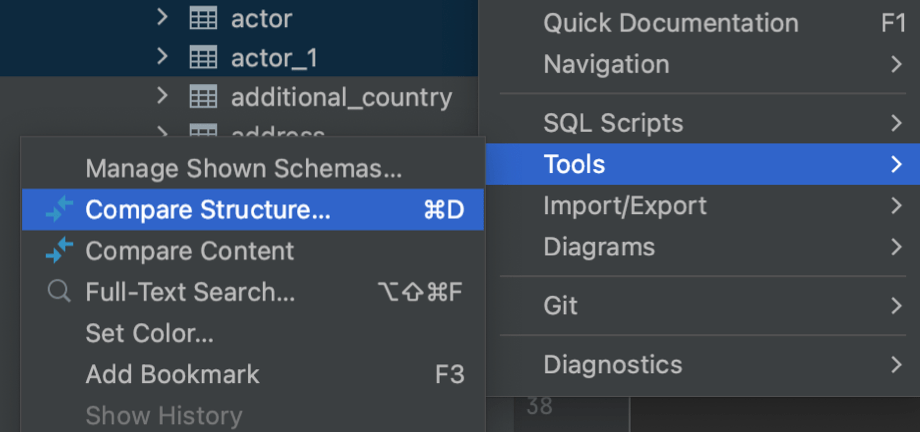 actor
actor_1
additional_country
address
Quick Documentation F1
Navigation
SQL Scripts
Tools
Import/Export
Diagrams
Git
Diagnostics
Manage Shown Schemas...
Compare Structure... ⌘D
Compare Content
Full-Text Search... ⌥⇧⌘F
Set Color...
Add Bookmark F3
Show History
38